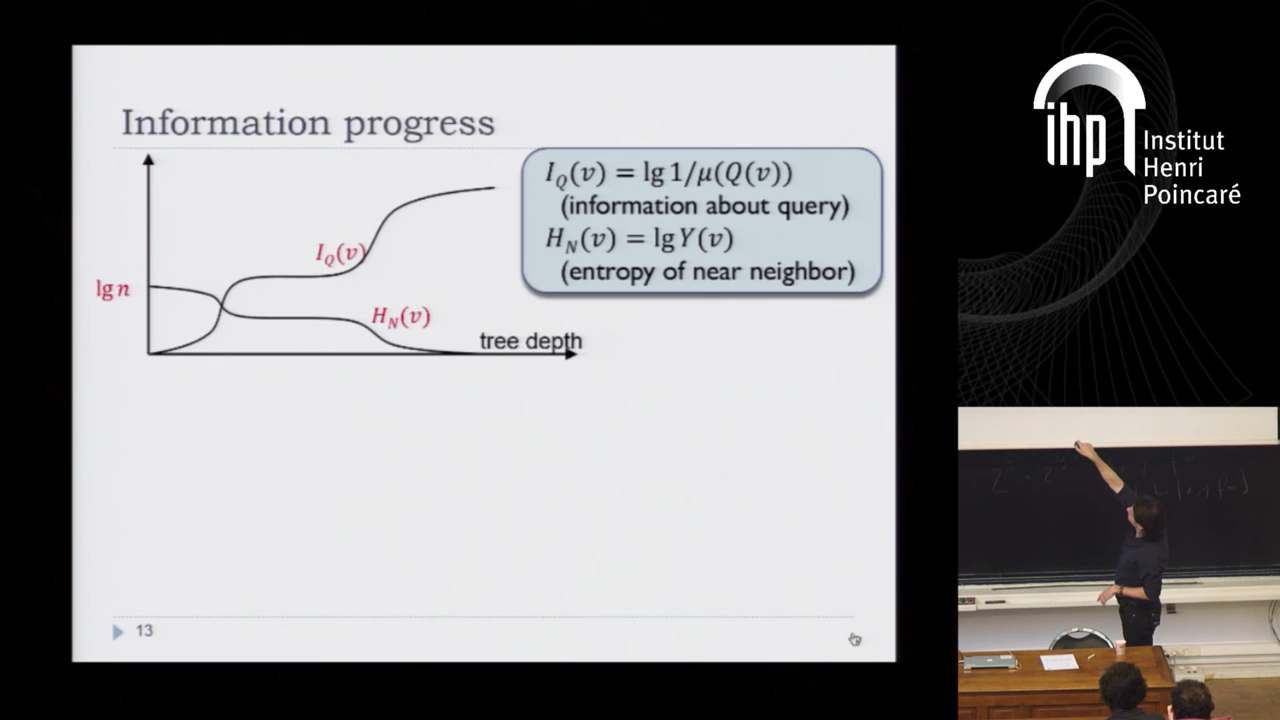 Information progress
I_Q(v) = lg 1/μ(Q(v))
(information about query)
H_N(v) = lg Y(v)
(entropy of near neighbor)
I_Q(v)
lg n
H_N(v)
tree depth
13
ihp
Institut
Henri
Poincaré